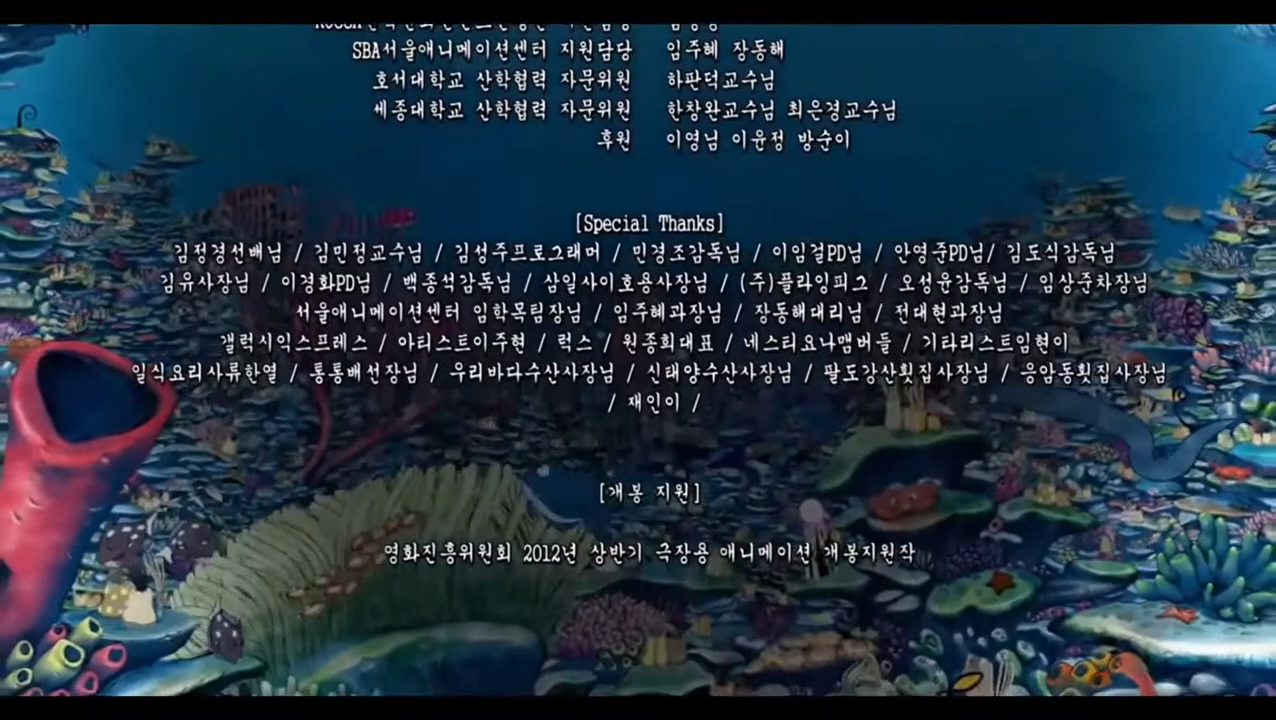 SBA서울애니메이션센터 지원담당 임주혜 장동해
호서대학교 산학협력 자문위원 하판덕교수님
세종대학교 산학협력 자문위원 한창완교수님 최은경교수님
후원 이영님 이윤정 방순이
[Special Thanks]
김정경선배님 / 김민정교수님 / 김성주프로그래머 / 민경조감독님 / 이임걸PD님 / 안영준PD님/ 김도식감독님
김유사장님 / 이경화PD님 / 백종석감독님 / 삼일사이호용사장님 / (주)플라잉피그 / 오성윤감독님 / 임상준차장님
서울애니메이션센터 임학목팀장님 / 임주혜과장님 / 장동해대리님 / 전대현과장님
갤럭시익스프레스 / 아티스트이주현 / 럭스 / 원종희대표 / 네스티요나맴버들 / 기타리스트임현이
일식요리사류한열 / 통통배선장님 / 우리바다수산사장님 / 신태양수산사장님 / 팔도강산횟집사장님 / 응암동횟집사장님
/ 재인이 /
[개봉 지원]
영화진흥위원회 2012년 상반기 극장용 애니메이션 개봉지원작